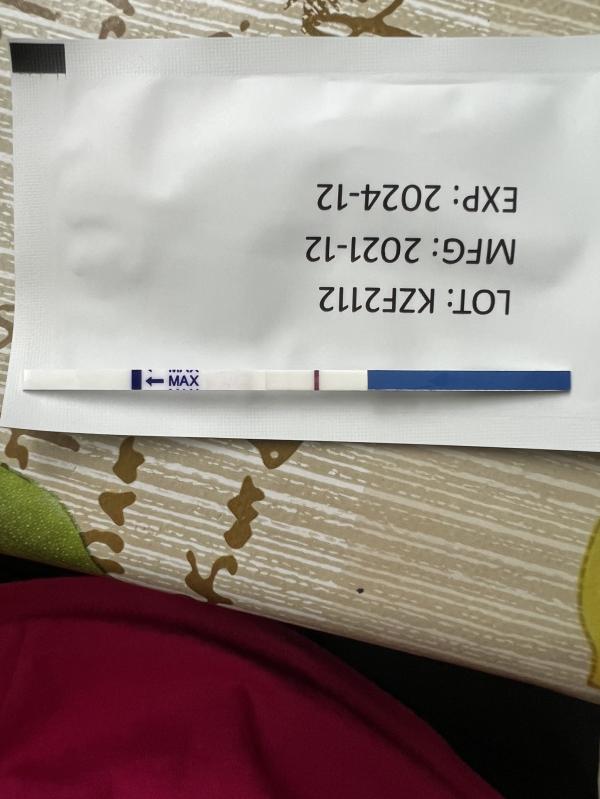 LOT: KZF2112
MFG: 2021-12
EXP: 2024-12
← MAX